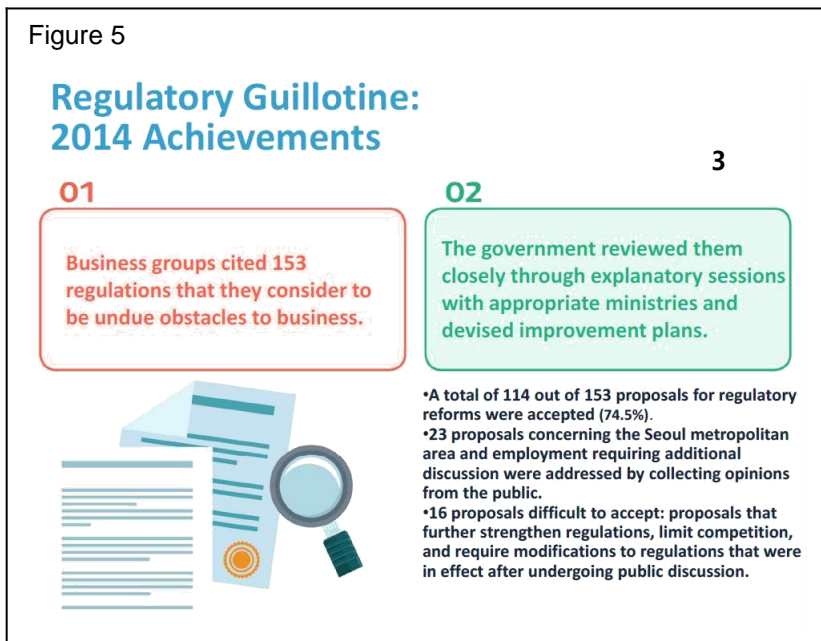 Figure 5
Regulatory Guillotine:
2014 Achievements
3
01
Business groups cited 153
regulations that they consider to
be undue obstacles to business.
02
The government reviewed them
closely through explanatory sessions
with appropriate ministries and
devised improvement plans.
•A total of 114 out of 153 proposals for regulatory
reforms were accepted (74.5%).
•23 proposals concerning the Seoul metropolitan
area and employment requiring additional
discussion were addressed by collecting opinions
from the public.
•16 proposals difficult to accept: proposals that
further strengthen regulations, limit competition,
and require modifications to regulations that were
in effect after undergoing public discussion.